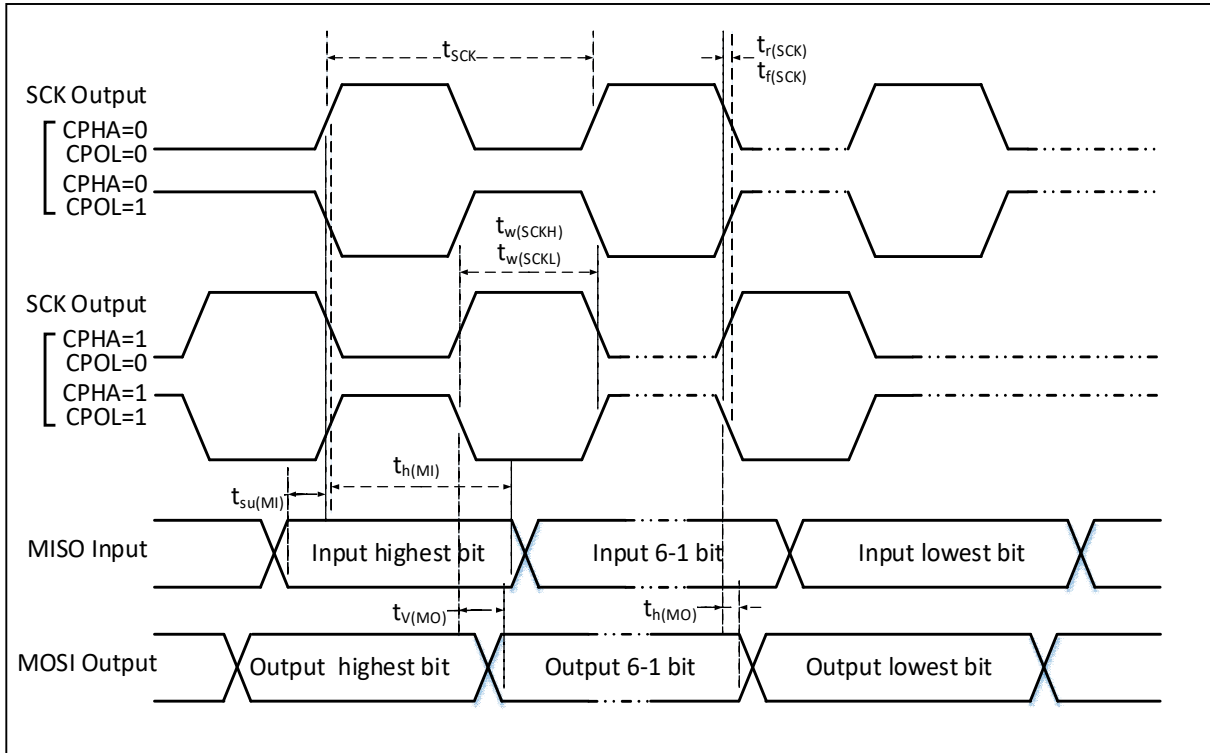 tSCK
tr(SCK)
tf(SCK)
SCK Output
CPHA=0
CPOL=0
CPHA=0
CPOL=1
tw(SCKH)
tw(SCKL)
SCK Output
CPHA=1
CPOL=0
CPHA=1
CPOL=1
th(MI)
tsu(MI)
MISO Input
Input highest bit
Input 6-1 bit
Input lowest bit
tV(MO)
th(MO)
MOSI Output
Output highest bit
Output 6-1 bit
Output lowest bit